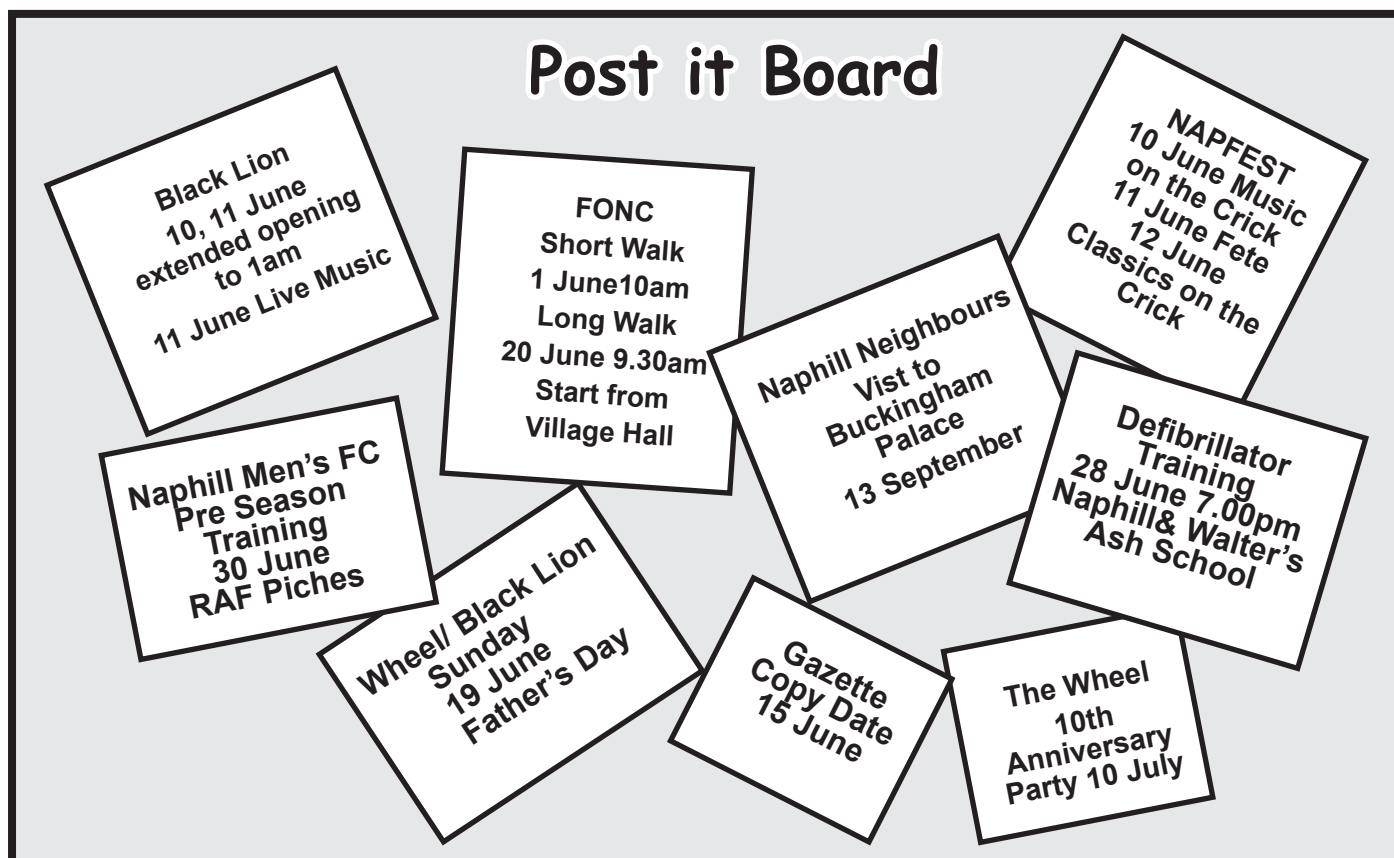 Post it Board
Black Lion
10, 11 June
extended opening
to 1am
11 June Live Music
FONC
Short Walk
1 June10am
Long Walk
20 June 9.30am
Start from
Village Hall
NAPFEST
10 June Music
on the Crick
11 June Fete
12 June
Classics on the
Crick
Naphill Neighbours
Vist to
Buckingham
Palace
13 September
Defibrillator
Training
28 June 7.00pm
Naphill& Walter's
Ash School
Naphill Men's FC
Pre Season
Training
30 June
RAF Piches
Wheel/ Black Lion
Sunday
19 June
Father's Day
Gazette
Copy Date
15 June
The Wheel
10th
Anniversary
Party 10 July